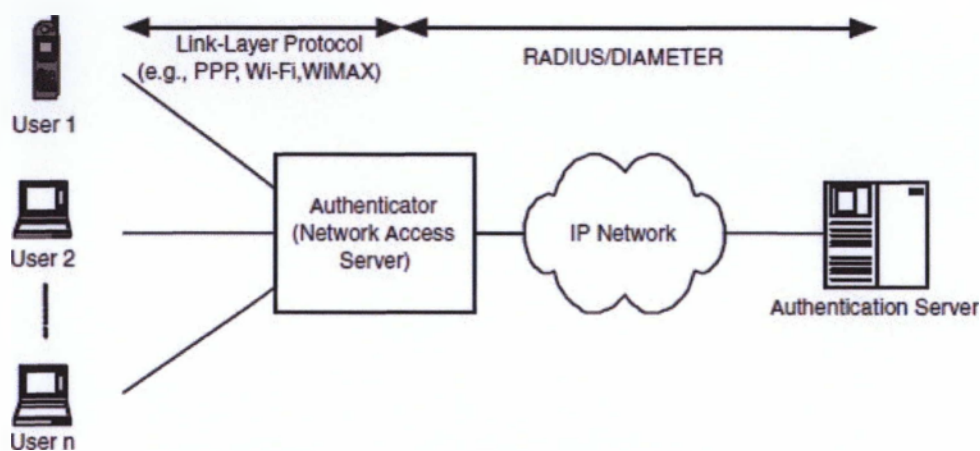 Link-Layer Protocol
(e.g., PPP, Wi-Fi,WiMAX)
RADIUS/DIAMETER
User 1
Authenticator
(Network Access
Server)
IP Network
User 2
Authentication Server
User n